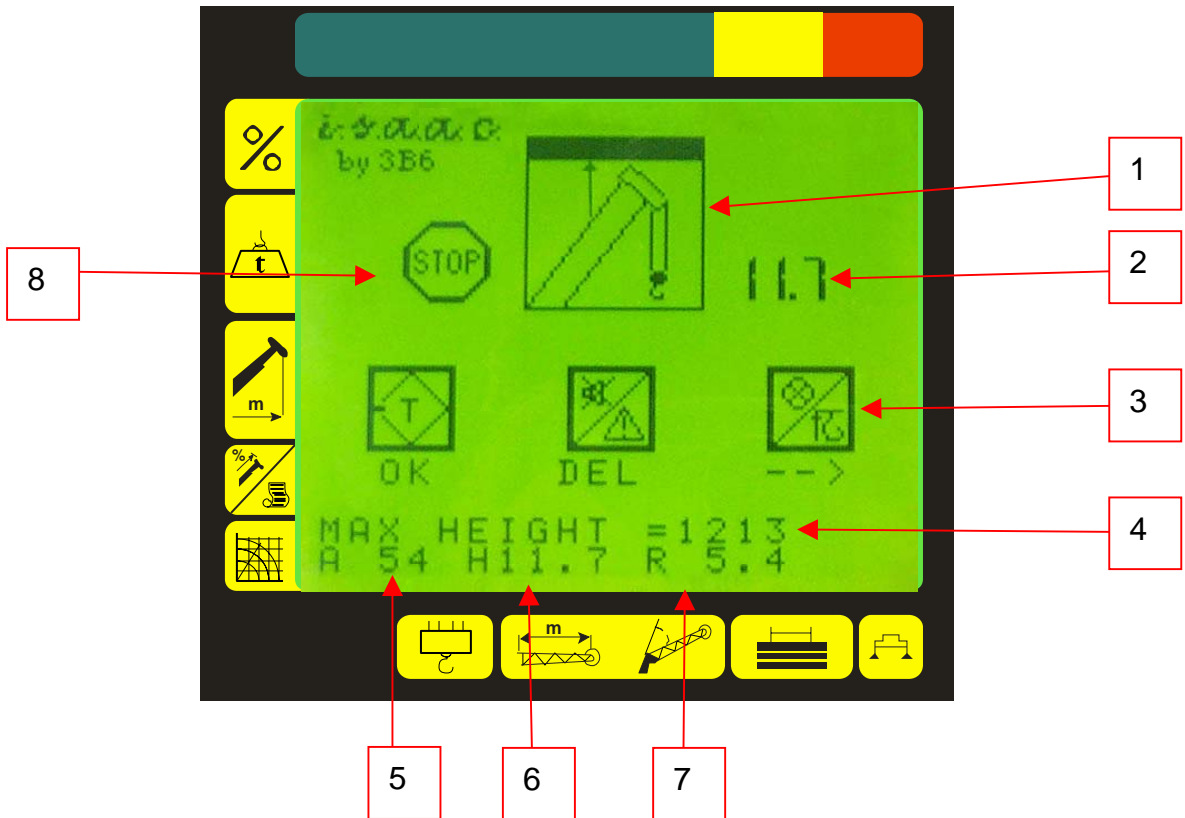 i.s.a.a.c.
by 3B6
%
t
m
%
STOP
11.7
T
OK
DEL
-->
MAX HEIGHT =1213
A 54 H11.7 R 5.4
m
1
2
3
4
5
6
7
8